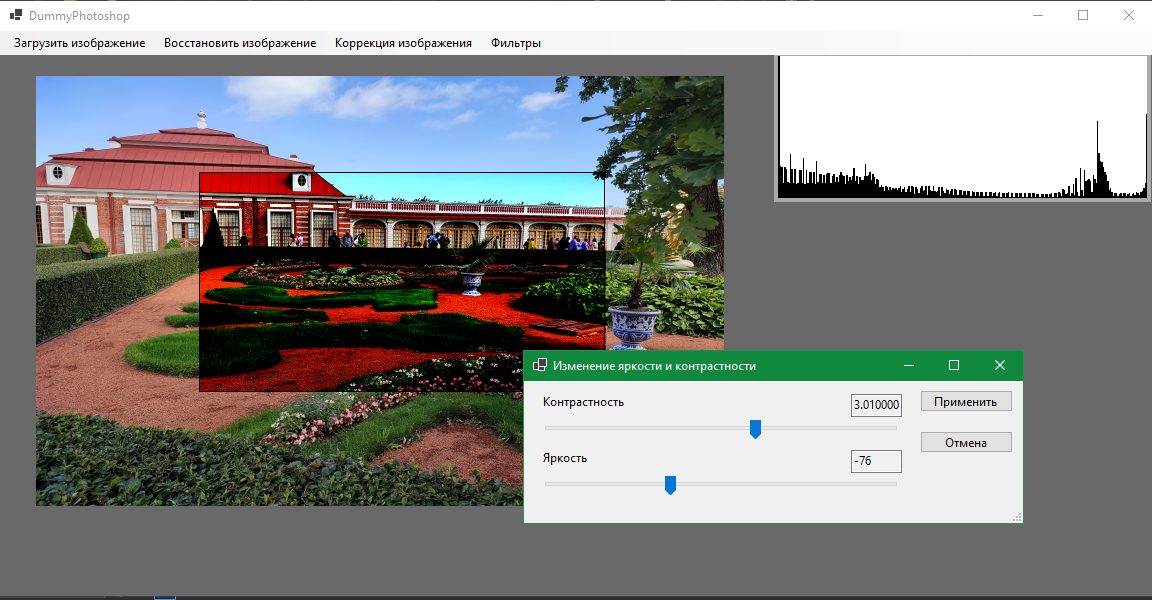 DummyPhotoshop
Загрузить изображение Восстановить изображение Коррекция изображения Фильтры
Изменение яркости и контрастности
Контрастность 3.010000 Применить
Отмена
Яркость -76